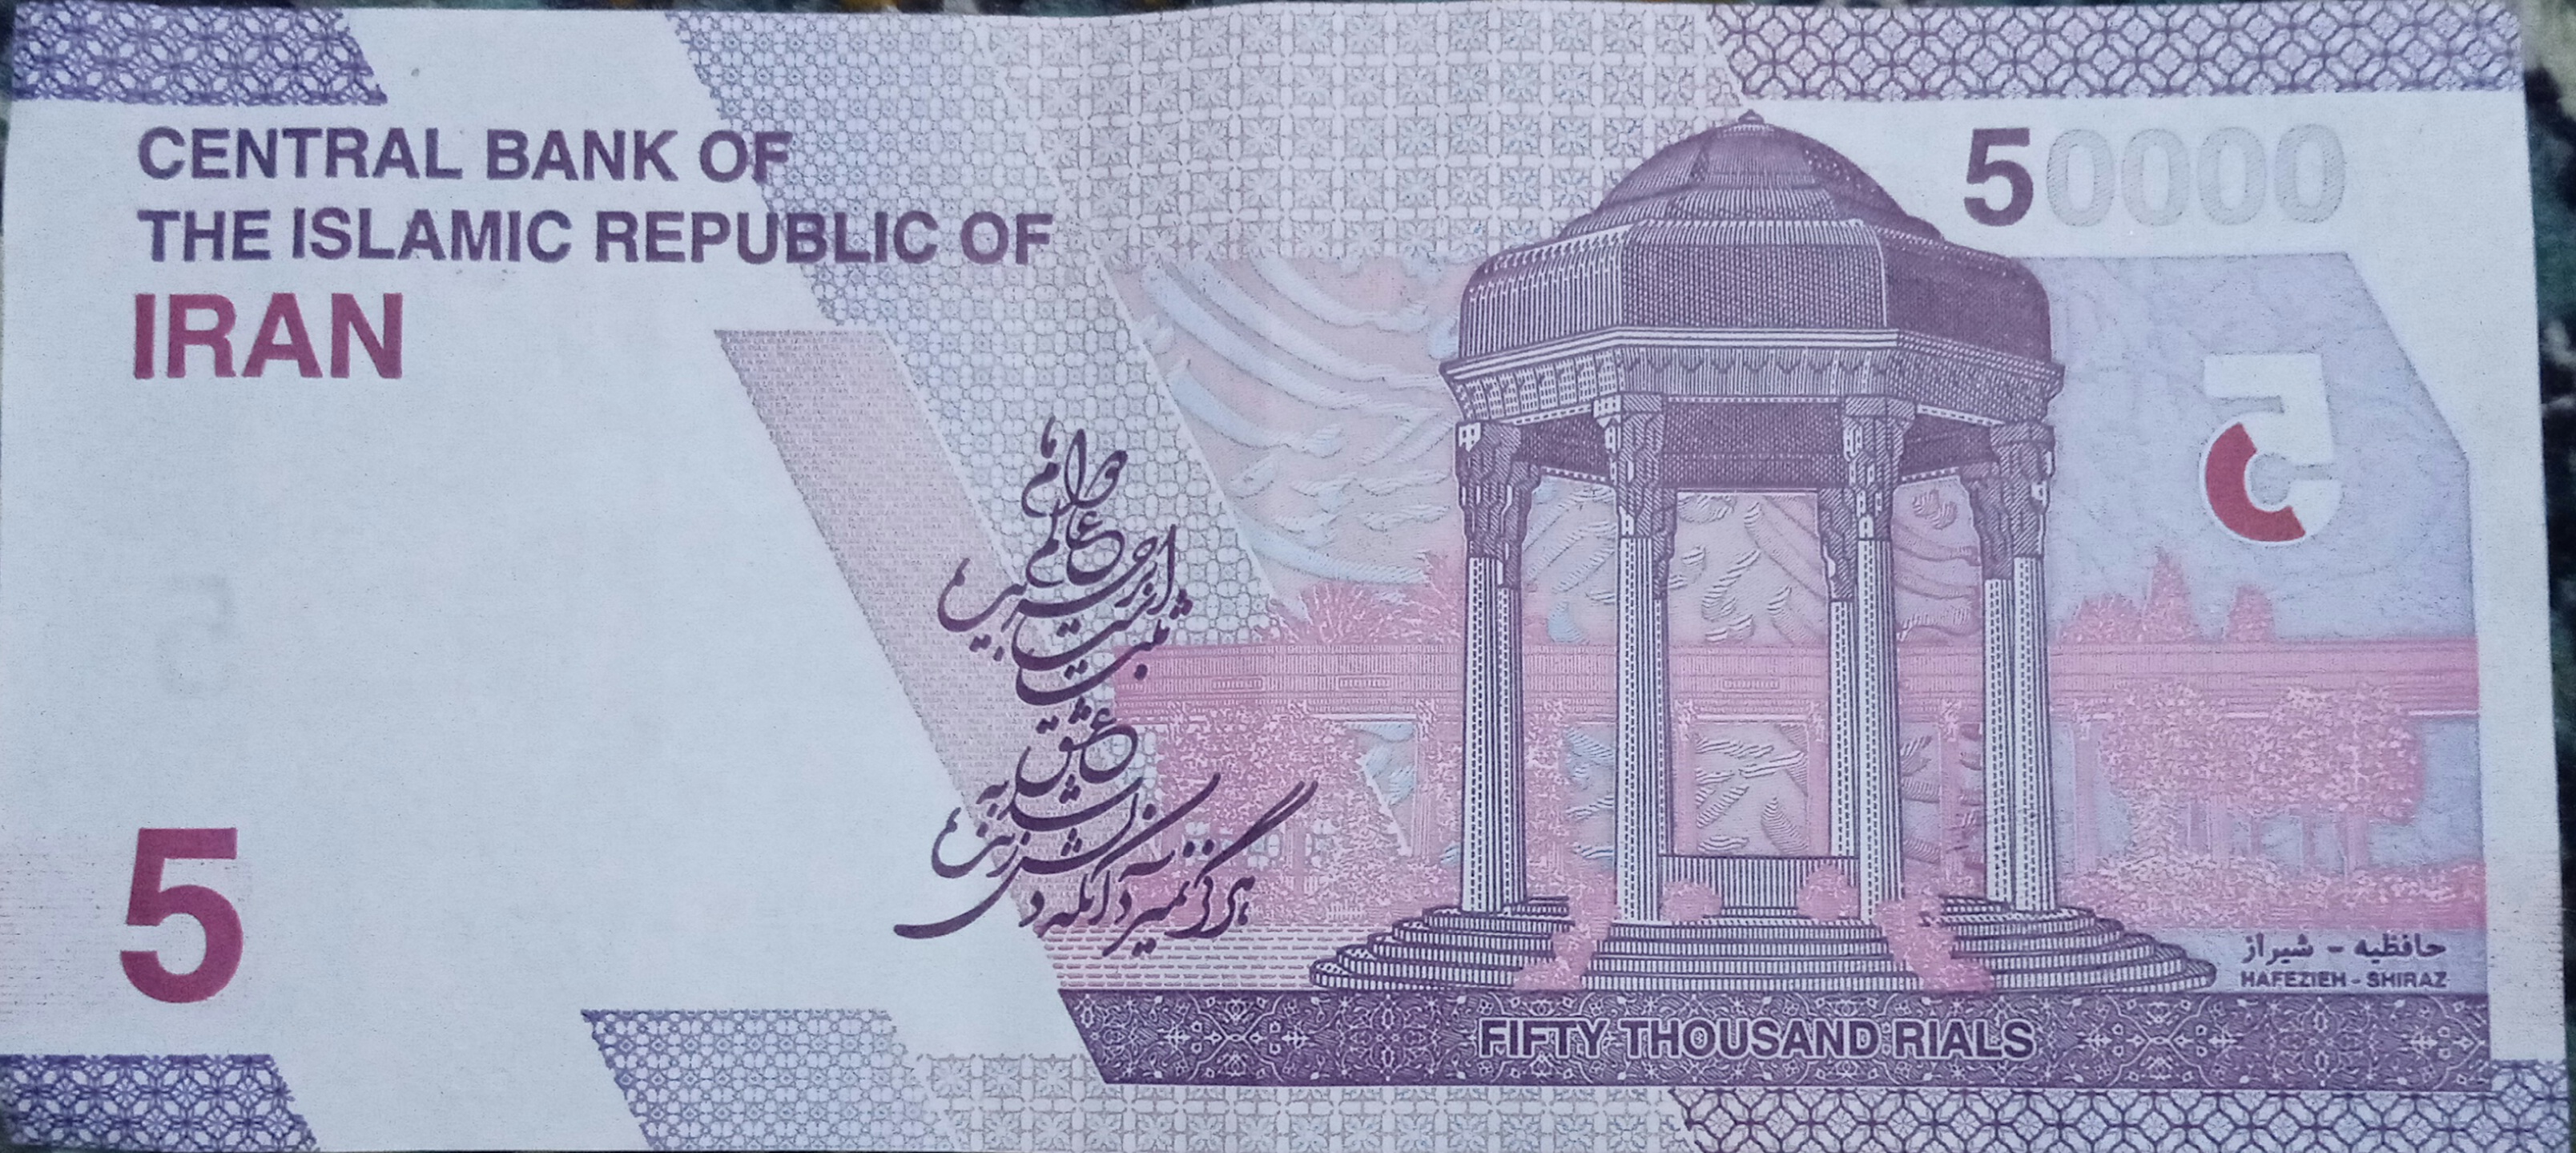 CENTRAL BANK OF
THE ISLAMIC REPUBLIC OF
IRAN
50000
هرگز نمیرد آنکه دلش زنده شد به عشق
ثبت است بر جریده عالم دوام ما
5
حافظیه - شیراز
HAFEZIEH - SHIRAZ
FIFTY THOUSAND RIALS